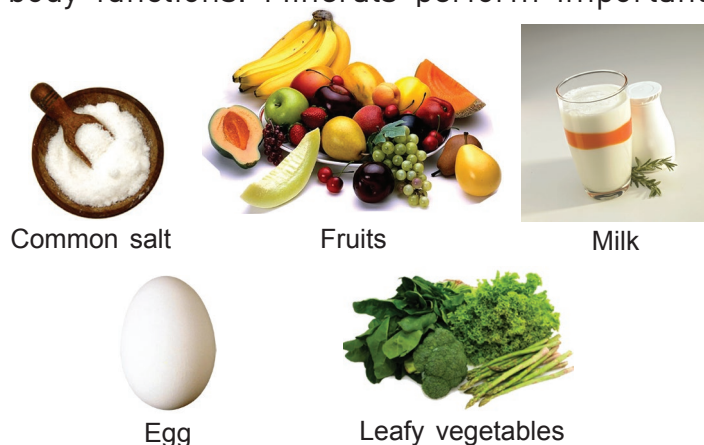 body functions. Minerals perform important
Common salt
Fruits
Milk
Egg
Leafy vegetables